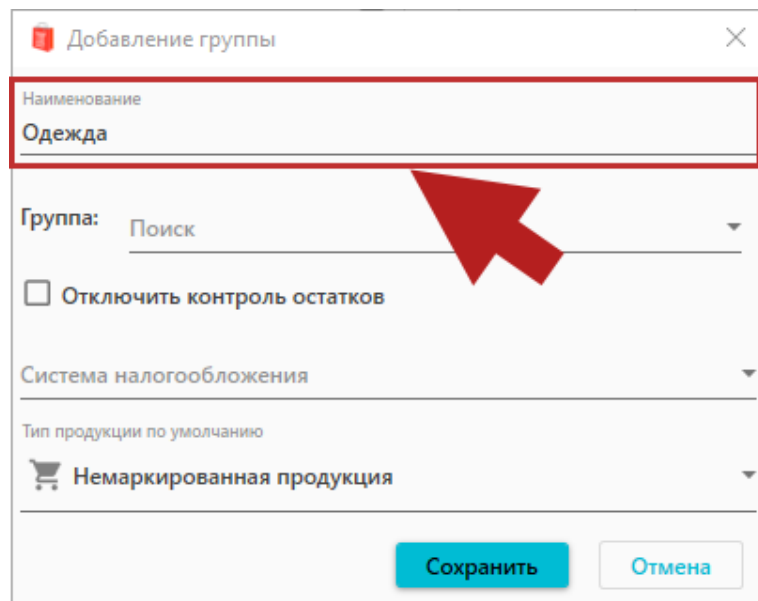 Добавление группы
Наименование
Одежда
Группа: Поиск
Отключить контроль остатков
Система налогообложения
Тип продукции по умолчанию
Немаркированная продукция
Сохранить Отмена